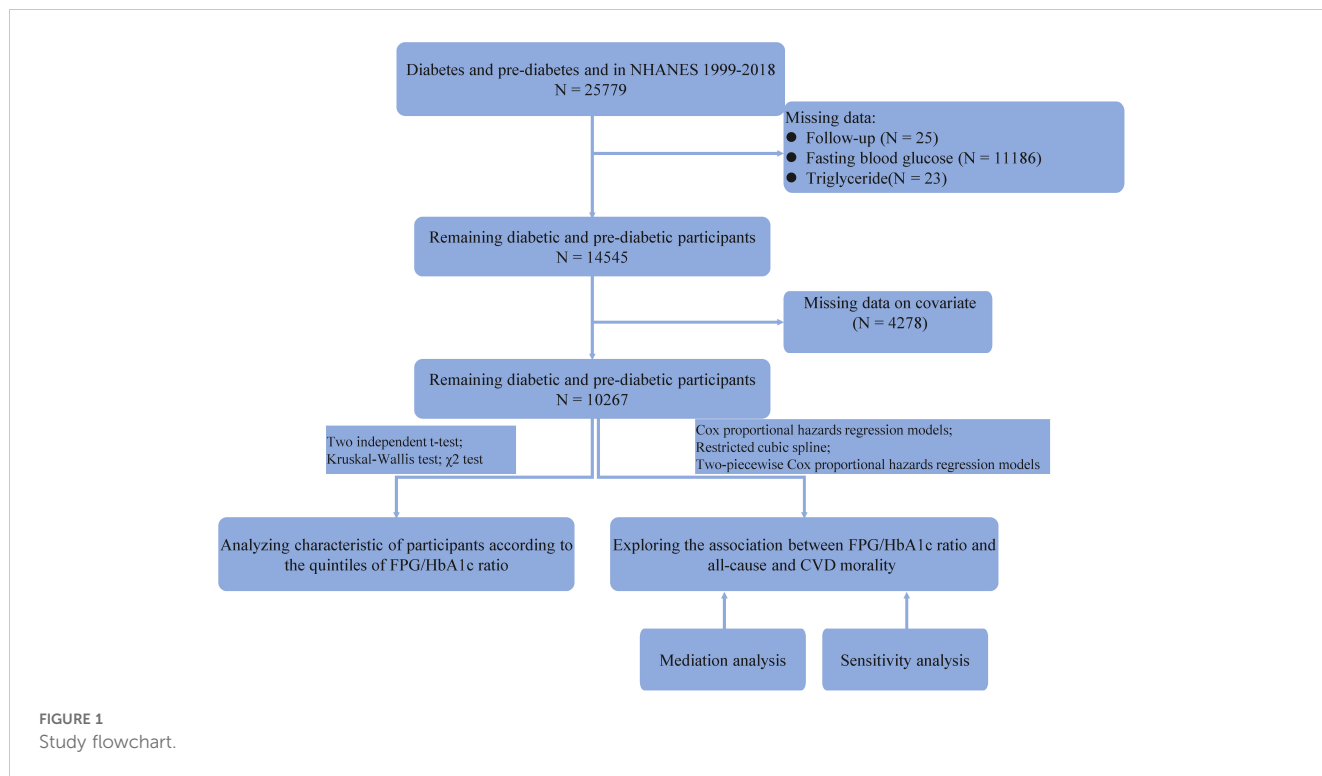 Diabetes and pre-diabetes and in NHANES 1999-2018
N = 25779
Missing data:
● Follow-up (N = 25)
● Fasting blood glucose (N = 11186)
● Triglyceride(N = 23)
Remaining diabetic and pre-diabetic participants
N = 14545
Missing data on covariate
(N = 4278)
Remaining diabetic and pre-diabetic participants
N = 10267
Two independent t-test;
Kruskal-Wallis test; χ2 test
Cox proportional hazards regression models;
Restricted cubic spline;
Two-piecewise Cox proportional hazards regression models
Analyzing characteristic of participants according to
the quintiles of FPG/HbA1c ratio
Exploring the association between FPG/HbA1c ratio and
all-cause and CVD morality
Mediation analysis
Sensitivity analysis
FIGURE 1
Study flowchart.